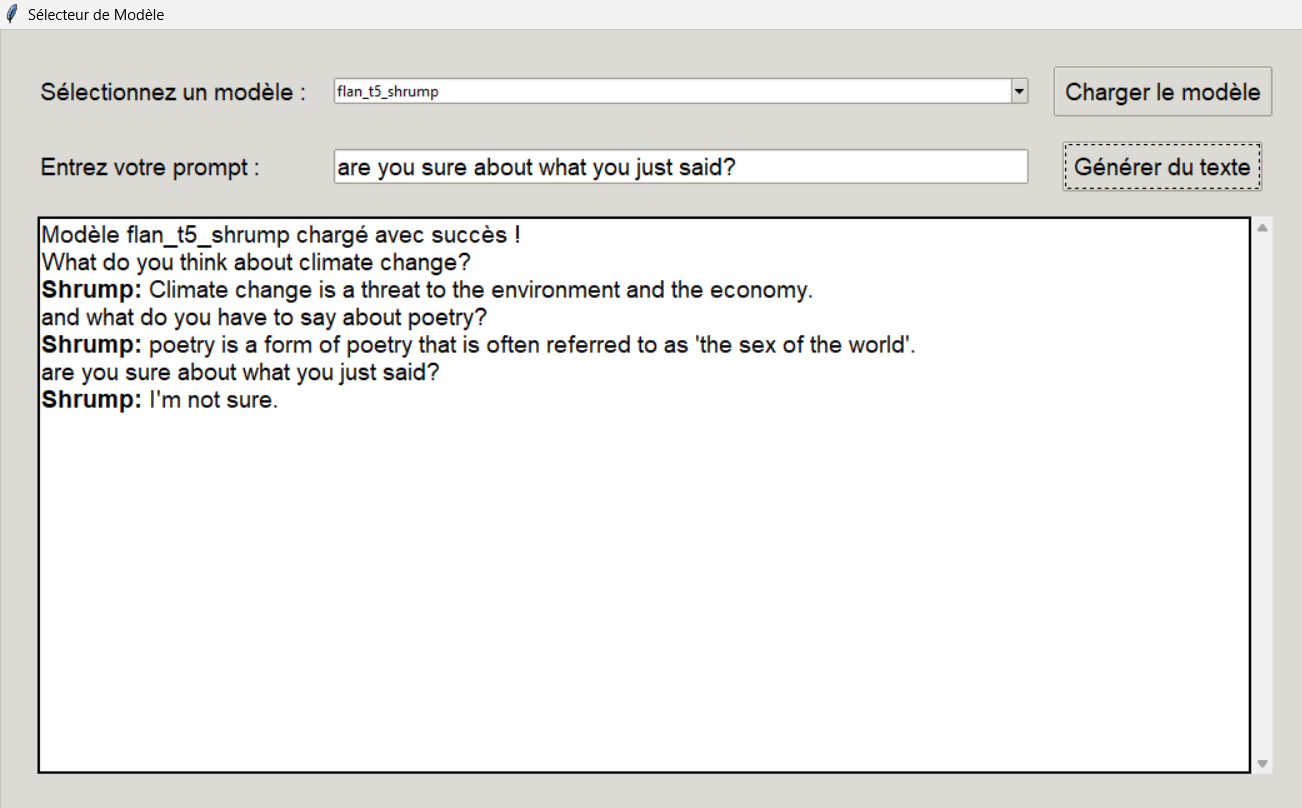 Sélecteur de Modèle
Sélectionnez un modèle :
flan_t5_shrump
Charger le modèle
Entrez votre prompt :
are you sure about what you just said?
Générer du texte
Modèle flan_t5_shrump chargé avec succès !
What do you think about climate change?
Shrump: Climate change is a threat to the environment and the economy.
and what do you have to say about poetry?
Shrump: poetry is a form of poetry that is often referred to as 'the sex of the world'.
are you sure about what you just said?
Shrump: I'm not sure.